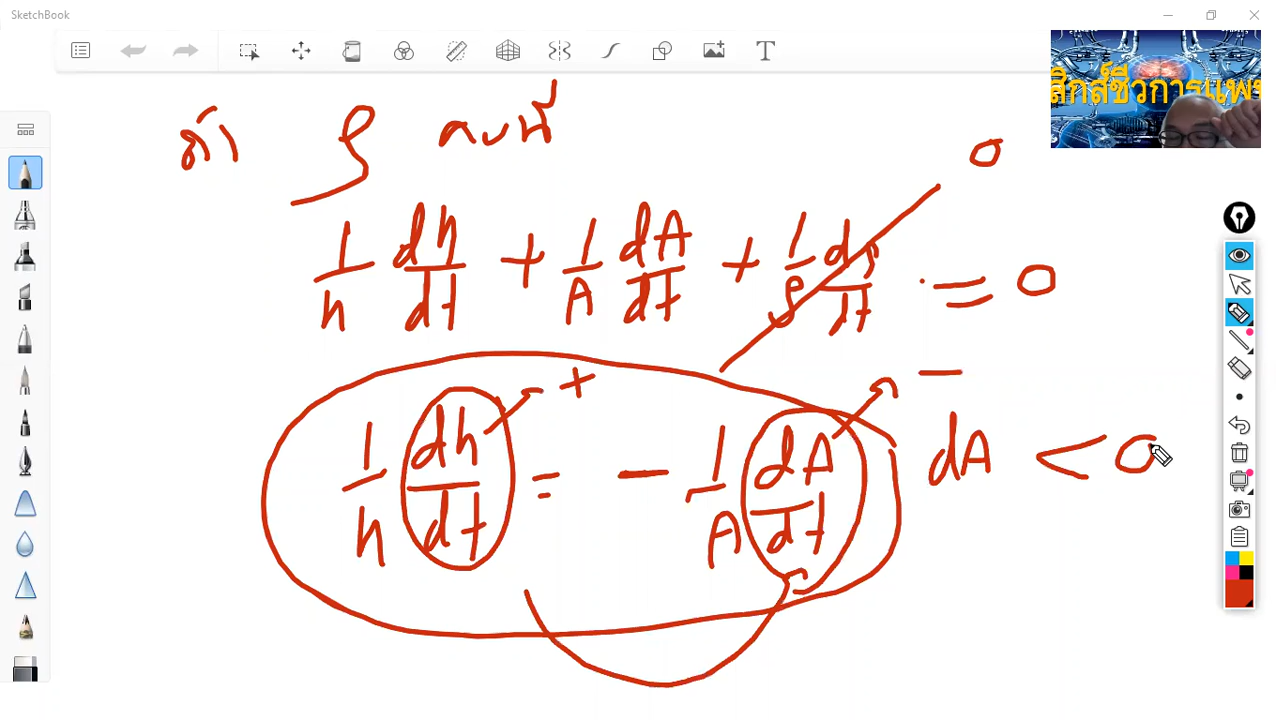 SketchBook
สิกส์ชีวการแพท
ถ้า ρ คงที่
0
1/h dh/dt + 1/A dA/dt + 1/ρ dρ/dt = 0
+ −
1/h dh/dt = − 1/A dA/dt dA < 0